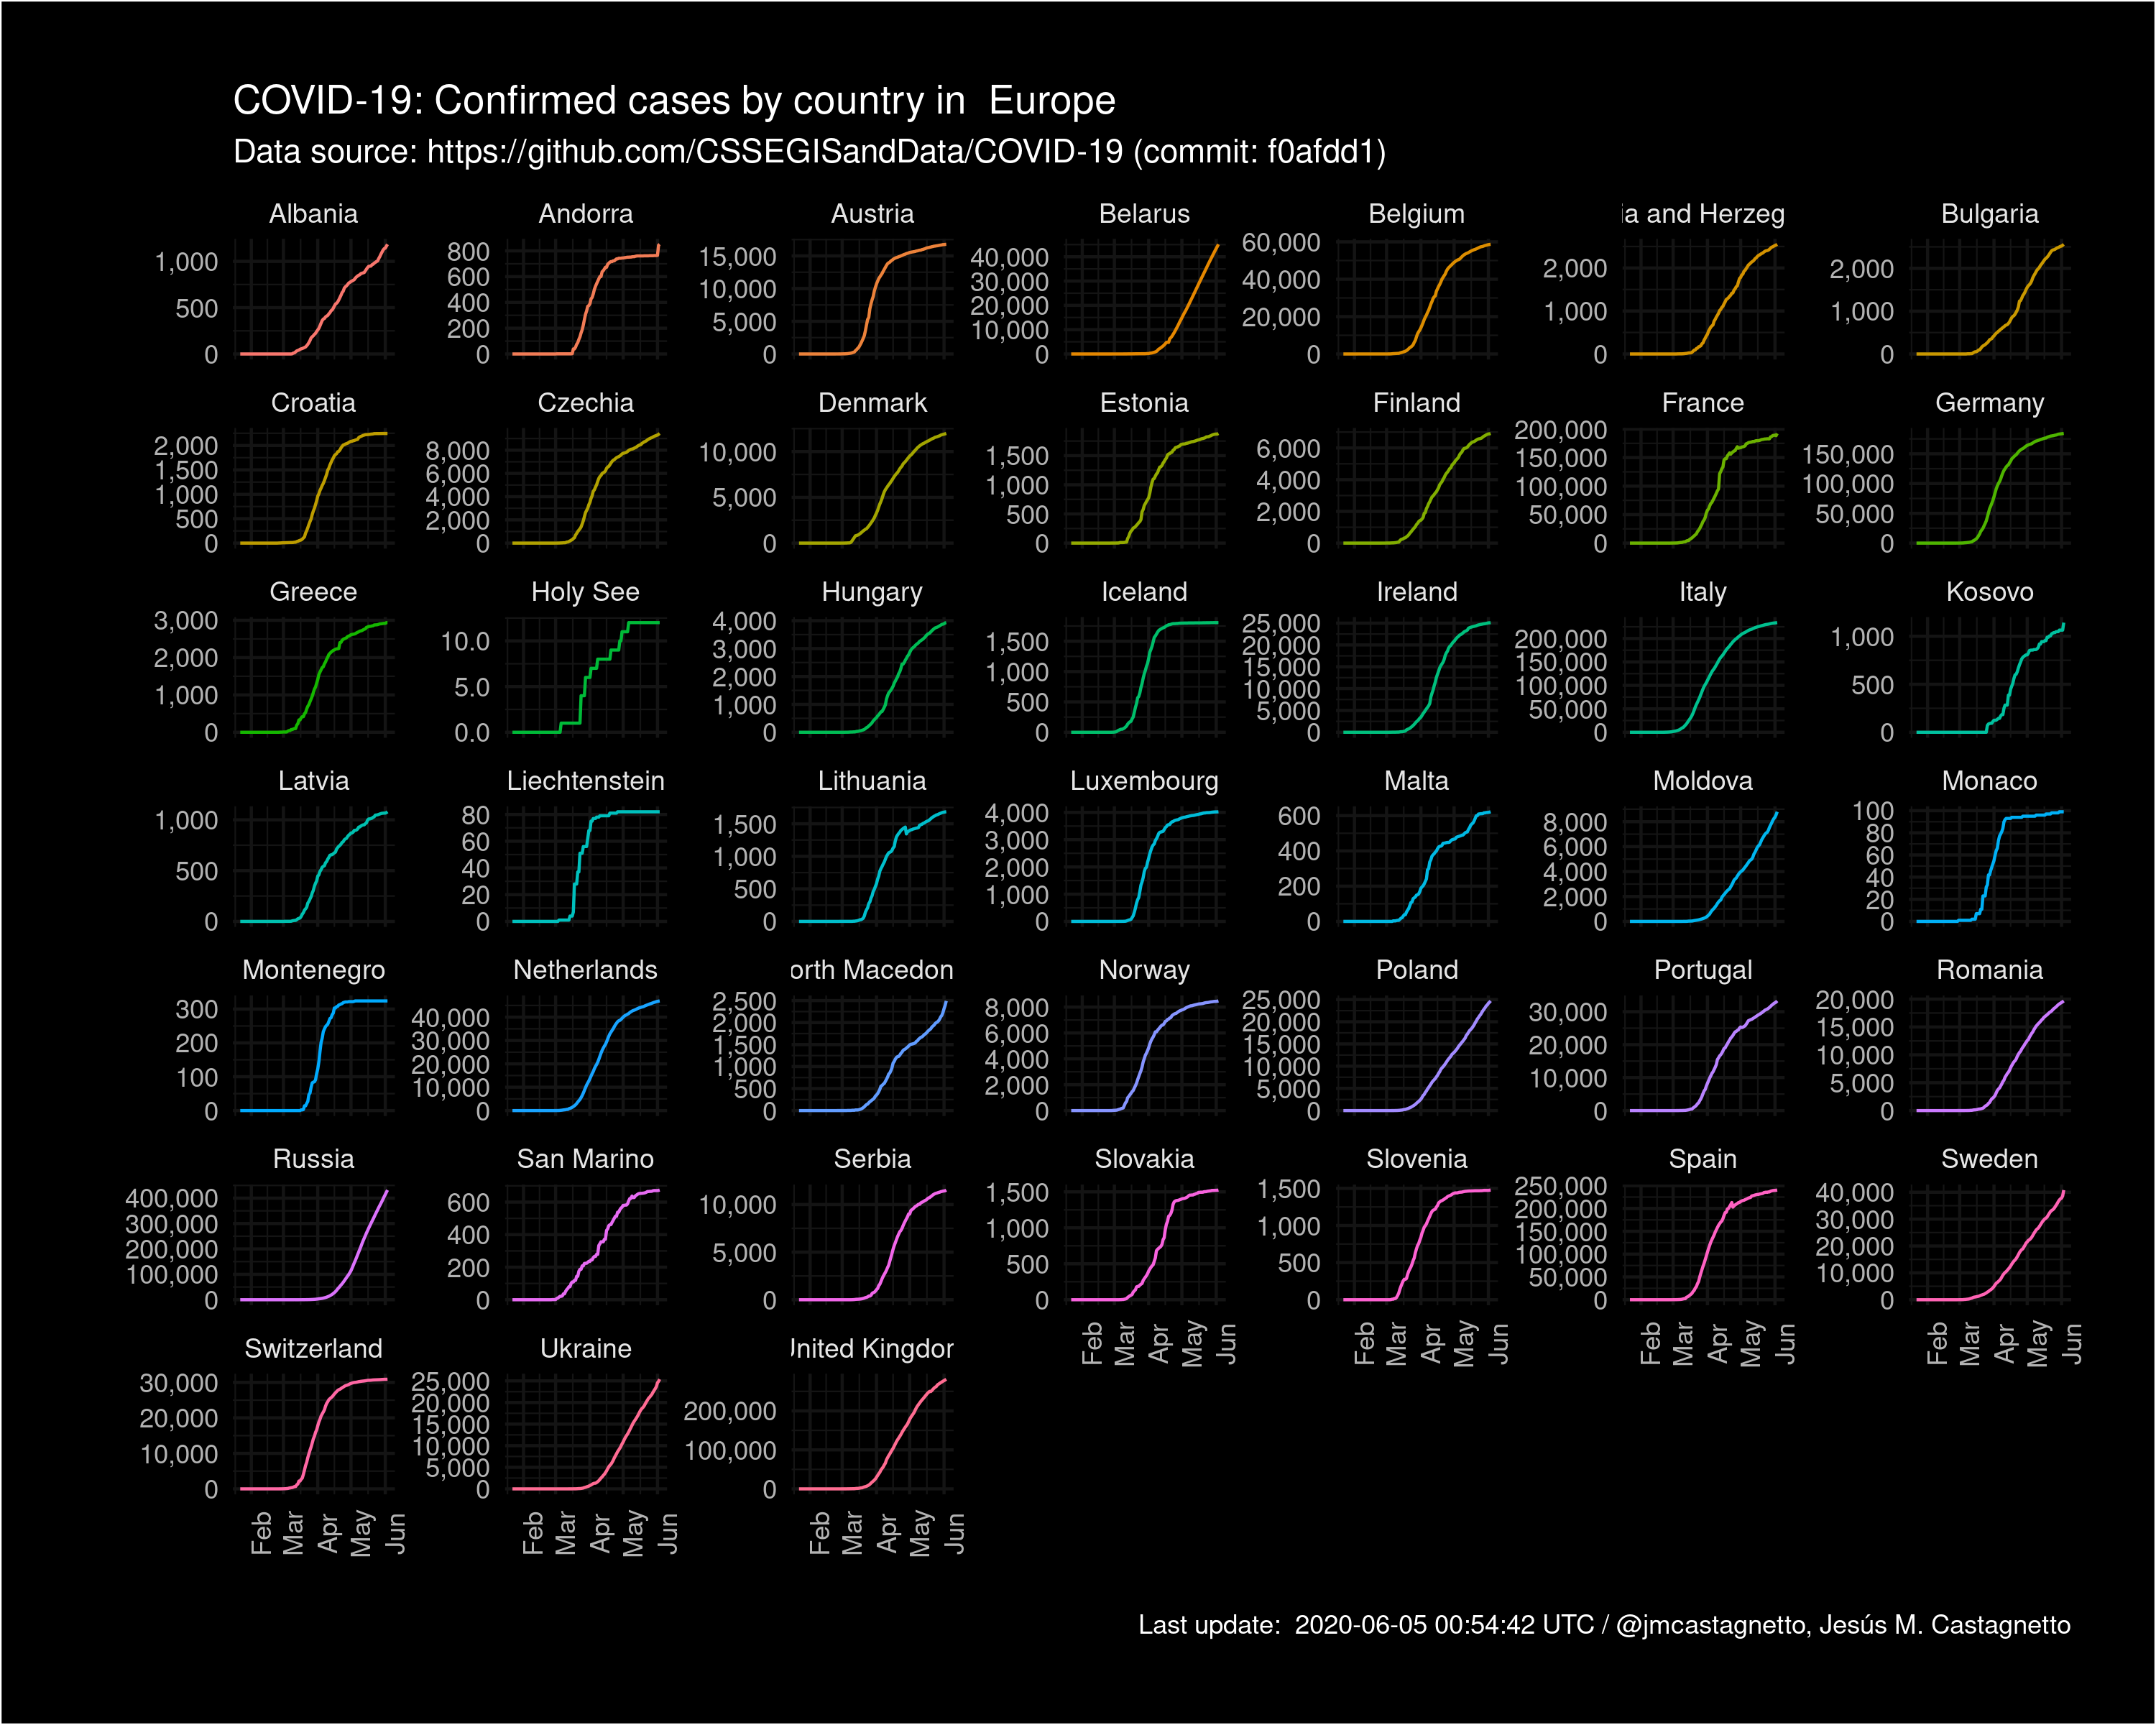 COVID-19: Confirmed cases by country in  Europe
Data source: https://github.com/CSSEGISandData/COVID-19 (commit: f0afdd1)
Albania Andorra Austria Belarus Belgium ia and Herzeg Bulgaria
1,000 500 0
800 600 400 200 0
15,000 10,000 5,000 0
40,000 30,000 20,000 10,000 0
60,000 40,000 20,000 0
2,000 1,000 0
2,000 1,000 0
Croatia Czechia Denmark Estonia Finland France Germany
2,000 1,500 1,000 500 0
8,000 6,000 4,000 2,000 0
10,000 5,000 0
1,500 1,000 500 0
6,000 4,000 2,000 0
200,000 150,000 100,000 50,000 0
150,000 100,000 50,000 0
Greece Holy See Hungary Iceland Ireland Italy Kosovo
3,000 2,000 1,000 0
10.0 5.0 0.0
4,000 3,000 2,000 1,000 0
1,500 1,000 500 0
25,000 20,000 15,000 10,000 5,000 0
200,000 150,000 100,000 50,000 0
1,000 500 0
Latvia Liechtenstein Lithuania Luxembourg Malta Moldova Monaco
1,000 500 0
80 60 40 20 0
1,500 1,000 500 0
4,000 3,000 2,000 1,000 0
600 400 200 0
8,000 6,000 4,000 2,000 0
100 80 60 40 20 0
Montenegro Netherlands orth Macedon Norway Poland Portugal Romania
300 200 100 0
40,000 30,000 20,000 10,000 0
2,500 2,000 1,500 1,000 500 0
8,000 6,000 4,000 2,000 0
25,000 20,000 15,000 10,000 5,000 0
30,000 20,000 10,000 0
20,000 15,000 10,000 5,000 0
Russia San Marino Serbia Slovakia Slovenia Spain Sweden
400,000 300,000 200,000 100,000 0
600 400 200 0
10,000 5,000 0
1,500 1,000 500 0
1,500 1,000 500 0
250,000 200,000 150,000 100,000 50,000 0
40,000 30,000 20,000 10,000 0
Feb Mar Apr May Jun
Feb Mar Apr May Jun
Feb Mar Apr May Jun
Feb Mar Apr May Jun
Switzerland Ukraine United Kingdom
30,000 20,000 10,000 0
25,000 20,000 15,000 10,000 5,000 0
200,000 100,000 0
Feb Mar Apr May Jun
Feb Mar Apr May Jun
Feb Mar Apr May Jun
Last update:  2020-06-05 00:54:42 UTC / @jmcastagnetto, Jesús M. Castagnetto